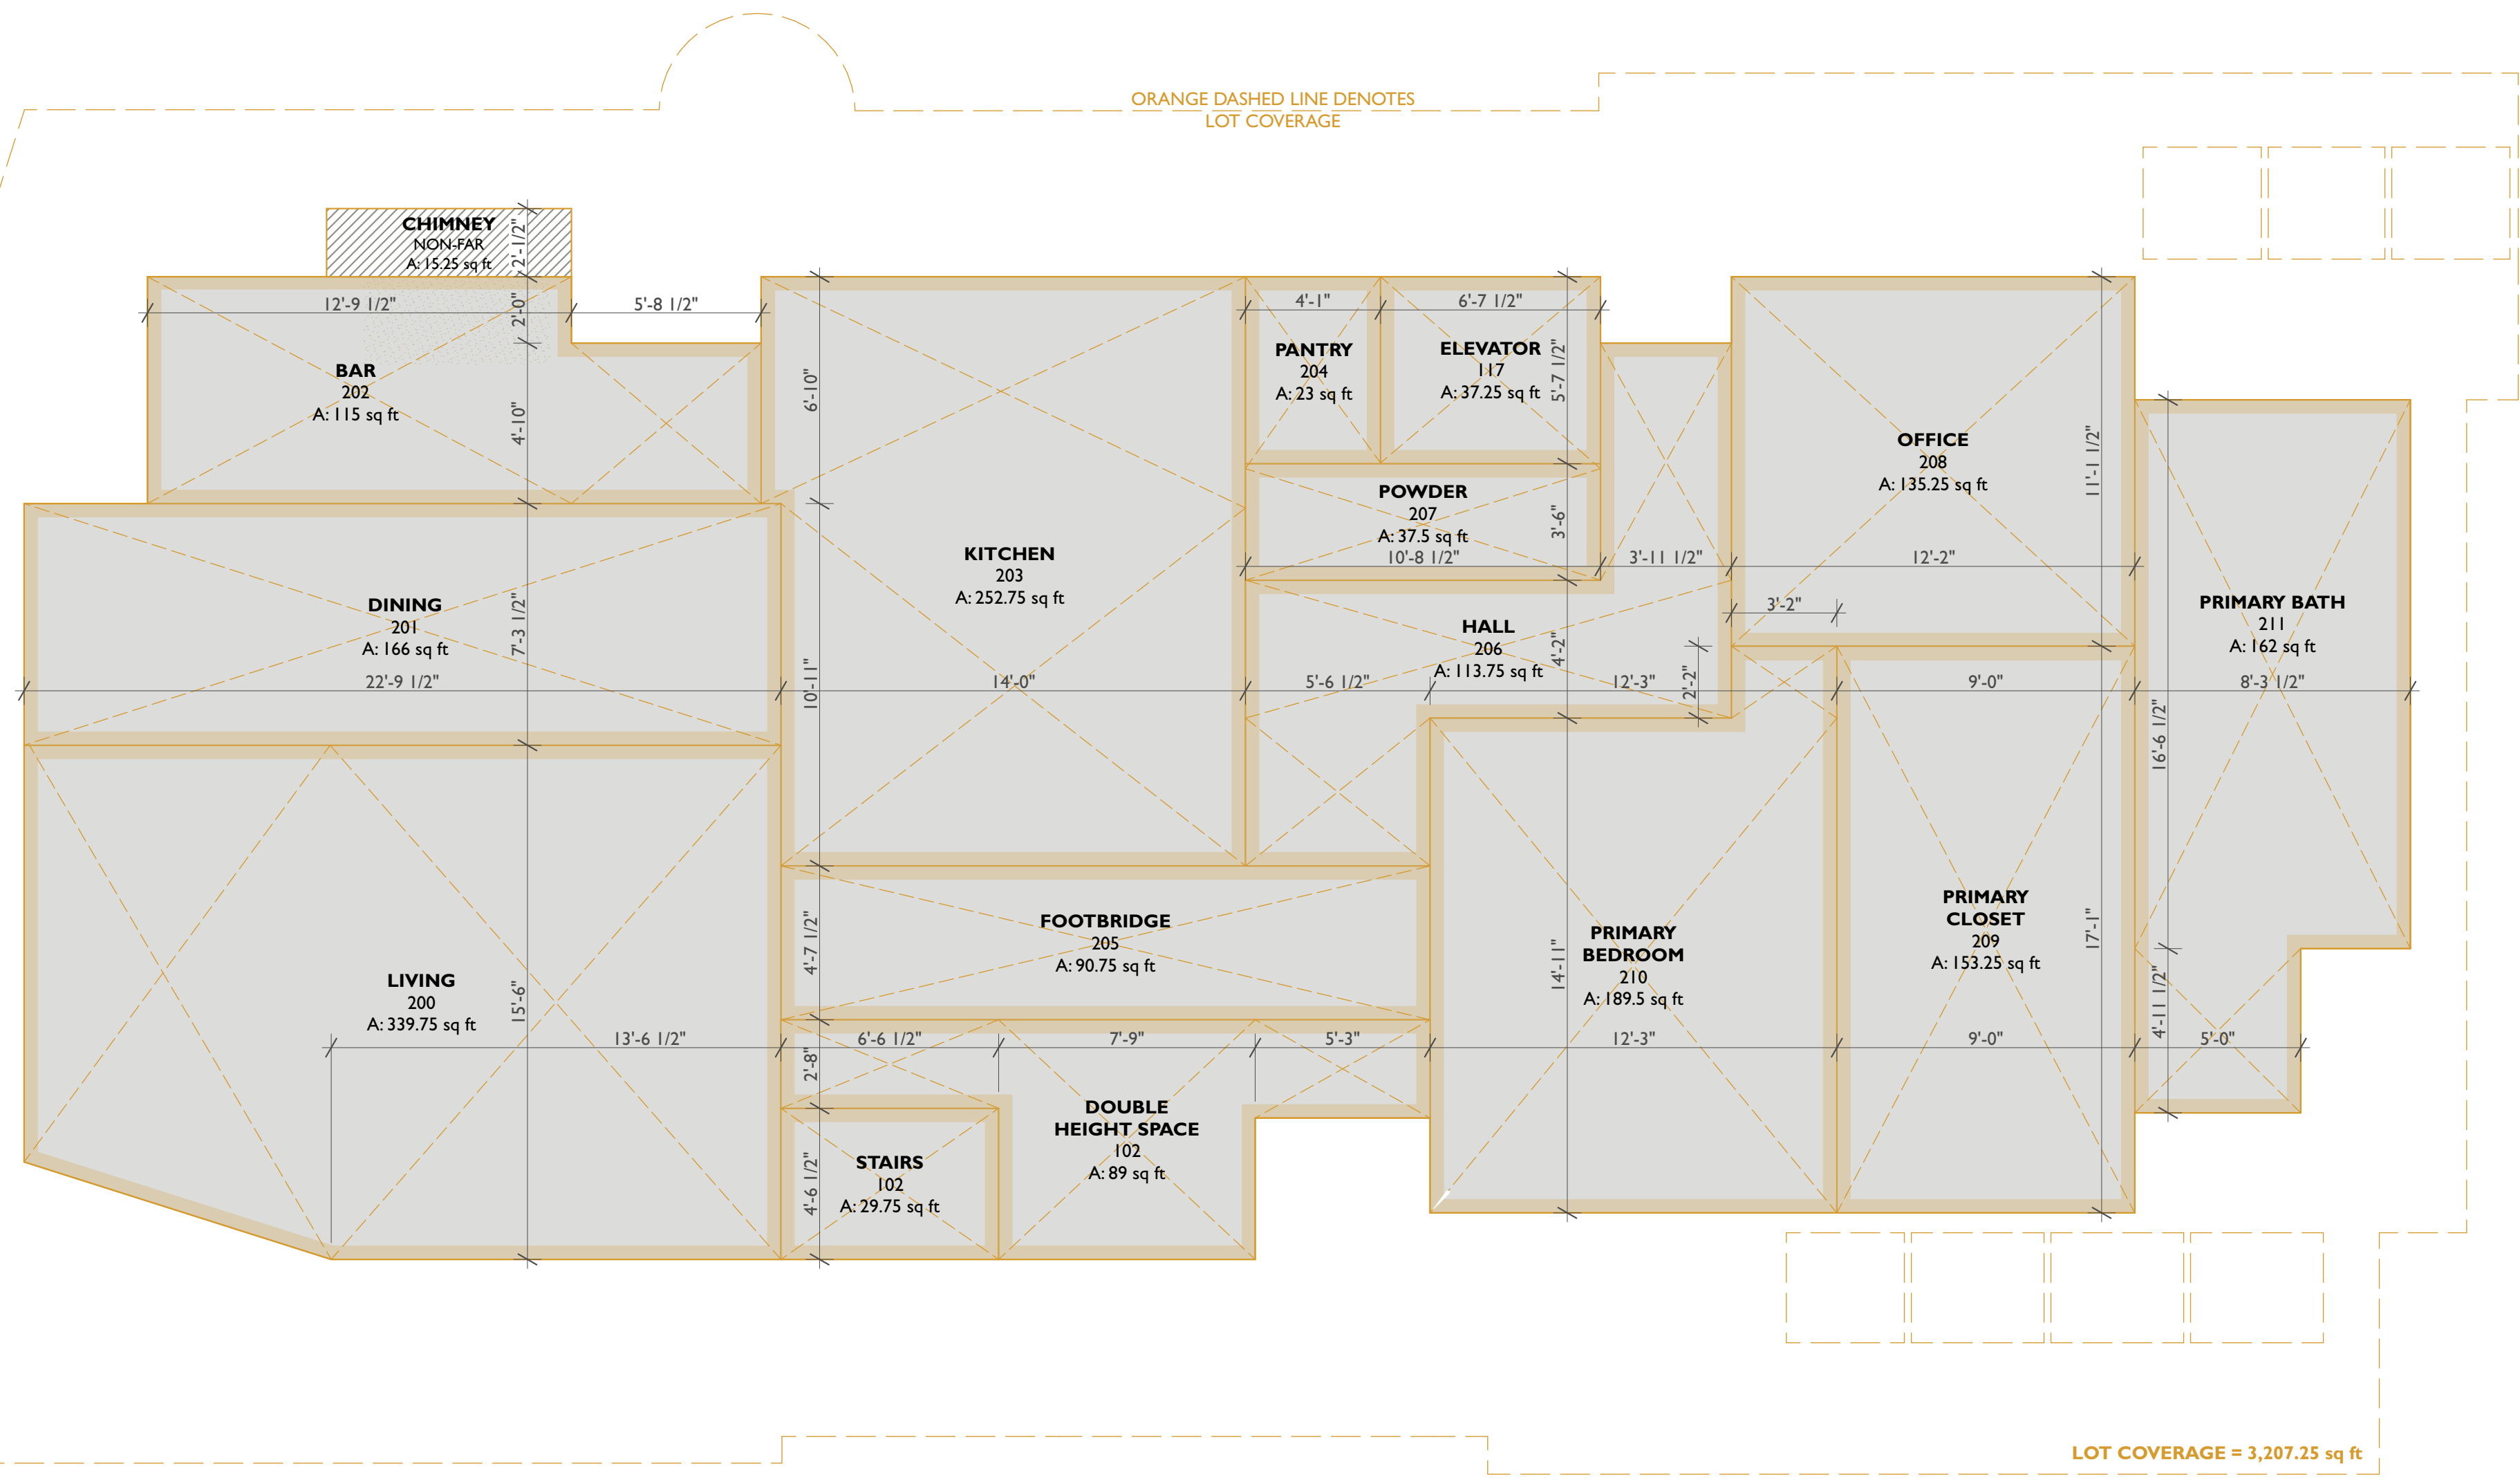 ORANGE DASHED LINE DENOTES
LOT COVERAGE
CHIMNEY
NON-FAR
A: 15.25 sq ft
2'-1/2"
12'-9 1/2"
2'-0"
5'-8 1/2"
4'-1"
6'-7 1/2"
BAR
202
A: 115 sq ft
4'-10"
6'-10"
PANTRY
204
A: 23 sq ft
ELEVATOR
117
A: 37.25 sq ft
5'-7 1/2"
OFFICE
208
A: 135.25 sq ft
11'-1 1/2"
POWDER
207
A: 37.5 sq ft
3'-6"
10'-8 1/2"
3'-11 1/2"
12'-2"
KITCHEN
203
A: 252.75 sq ft
DINING
201
A: 166 sq ft
7'-3 1/2"
3'-2"
PRIMARY BATH
211
A: 162 sq ft
HALL
206
A: 113.75 sq ft
4'-2"
2'-2"
22'-9 1/2"
10'-11"
14'-0"
5'-6 1/2"
12'-3"
9'-0"
8'-3 1/2"
16'-6 1/2"
FOOTBRIDGE
205
A: 90.75 sq ft
4'-7 1/2"
PRIMARY
BEDROOM
210
A: 189.5 sq ft
14'-11"
PRIMARY
CLOSET
209
A: 153.25 sq ft
17'-1"
LIVING
200
A: 339.75 sq ft
15'-6"
4'-11 1/2"
13'-6 1/2"
6'-6 1/2"
7'-9"
5'-3"
12'-3"
9'-0"
5'-0"
2'-8"
DOUBLE
HEIGHT SPACE
102
A: 89 sq ft
STAIRS
102
A: 29.75 sq ft
4'-6 1/2"
LOT COVERAGE = 3,207.25 sq ft